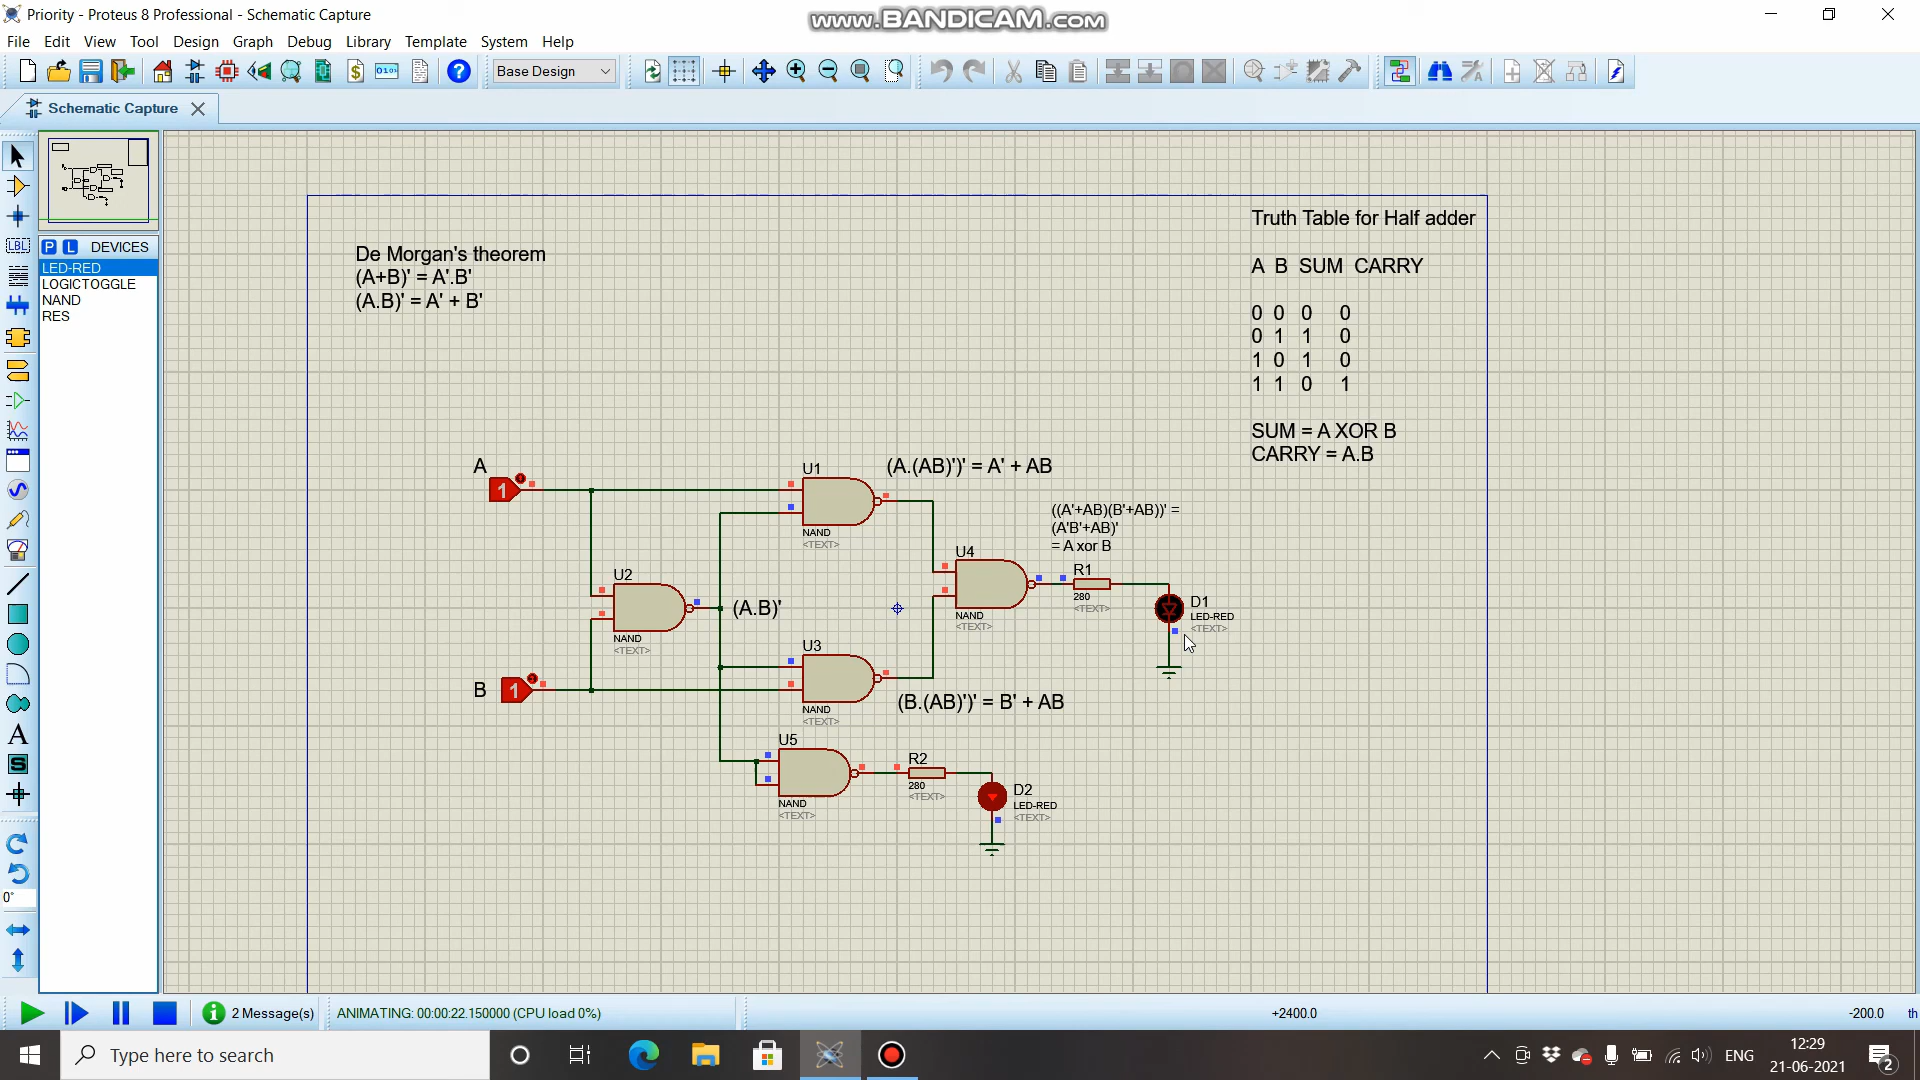 Priority - Proteus 8 Professional - Schematic Capture
www.BANDICAM.com
File Edit View Tool Design Graph Debug Library Template System Help
Base Design
Schematic Capture
P L DEVICES
LED-RED
LOGICTOGGLE
NAND
RES
LBL
A
S
0°
De Morgan's theorem
(A+B)' = A'.B'
(A.B)' = A' + B'
Truth Table for Half adder
A B SUM CARRY
0 0 0 0
0 1 1 0
1 0 1 0
1 1 0 1
SUM = A XOR B
CARRY = A.B
A
1
U1
NAND
<TEXT>
(A.(AB)')' = A' + AB
((A'+AB)(B'+AB))' =
(A'B'+AB)'
= A xor B
U2
NAND
<TEXT>
(A.B)'
U4
NAND
<TEXT>
R1
280
<TEXT>
D1
LED-RED
<TEXT>
B
1
U3
NAND
<TEXT>
(B.(AB)')' = B' + AB
U5
NAND
<TEXT>
R2
280
<TEXT>
D2
LED-RED
<TEXT>
2 Message(s)
ANIMATING: 00:00:22.150000 (CPU load 0%)
+2400.0
-200.0
th
Type here to search
ENG
12:29
21-06-2021
2